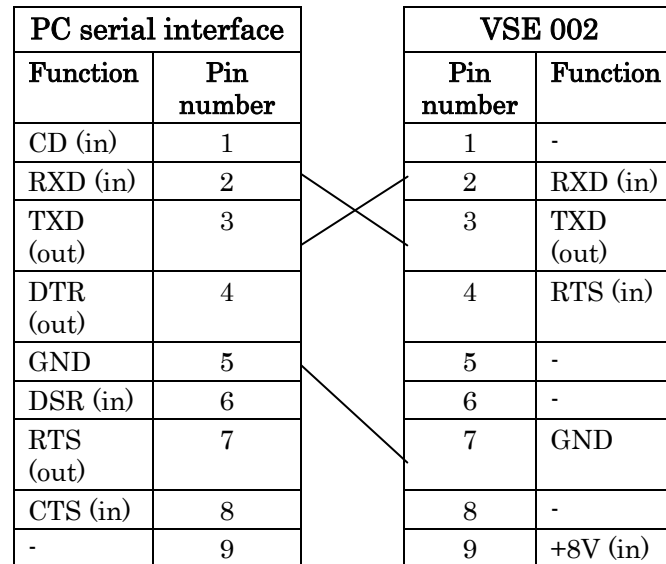 PC serial interface VSE 002
Function Pin number Pin number Function
CD (in) 1 1 -
RXD (in) 2 2 RXD (in)
TXD (out) 3 3 TXD (out)
DTR (out) 4 4 RTS (in)
GND 5 5 -
DSR (in) 6 6 -
RTS (out) 7 7 GND
CTS (in) 8 8 -
- 9 9 +8V (in)